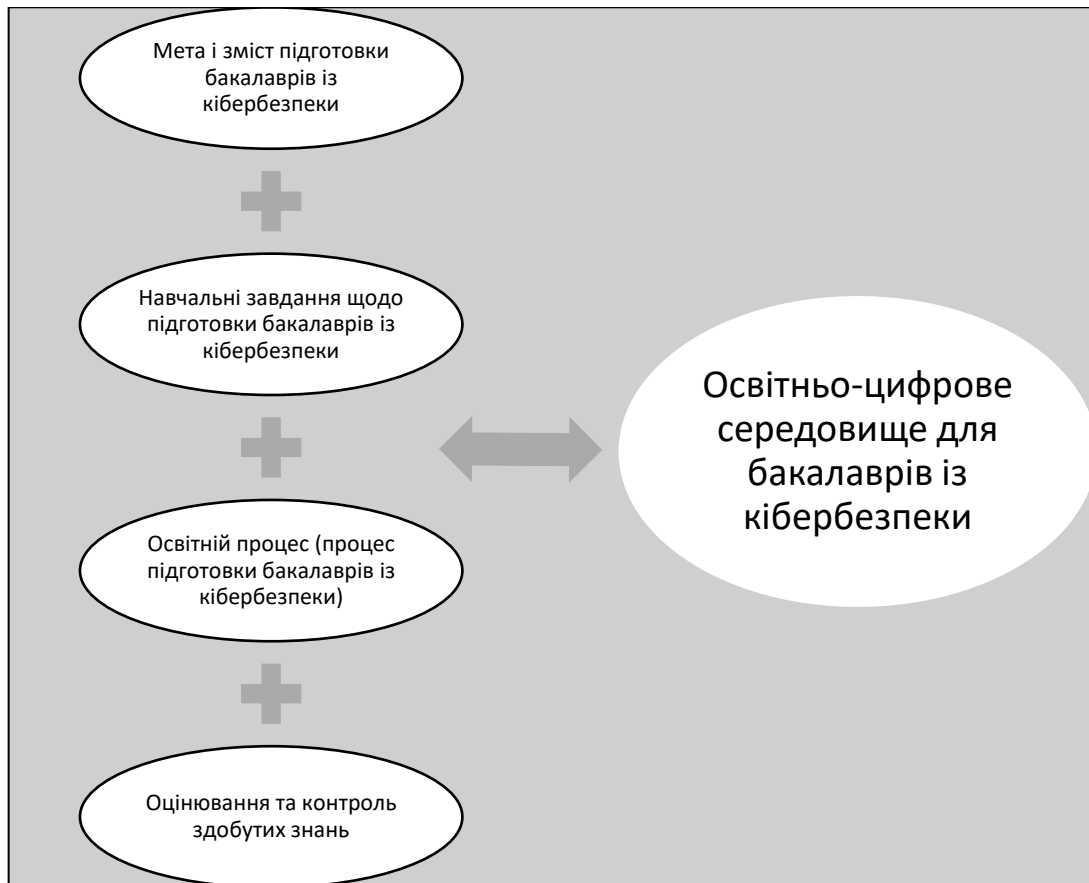 Мета і зміст підготовки
бакалаврів із
кібербезпеки
Навчальні завдання щодо
підготовки бакалаврів із
кібербезпеки
Освітній процес (процес
підготовки бакалаврів із
кібербезпеки)
Оцінювання та контроль
здобутих знань
Освітньо-цифрове
середовище для
бакалаврів із
кібербезпеки